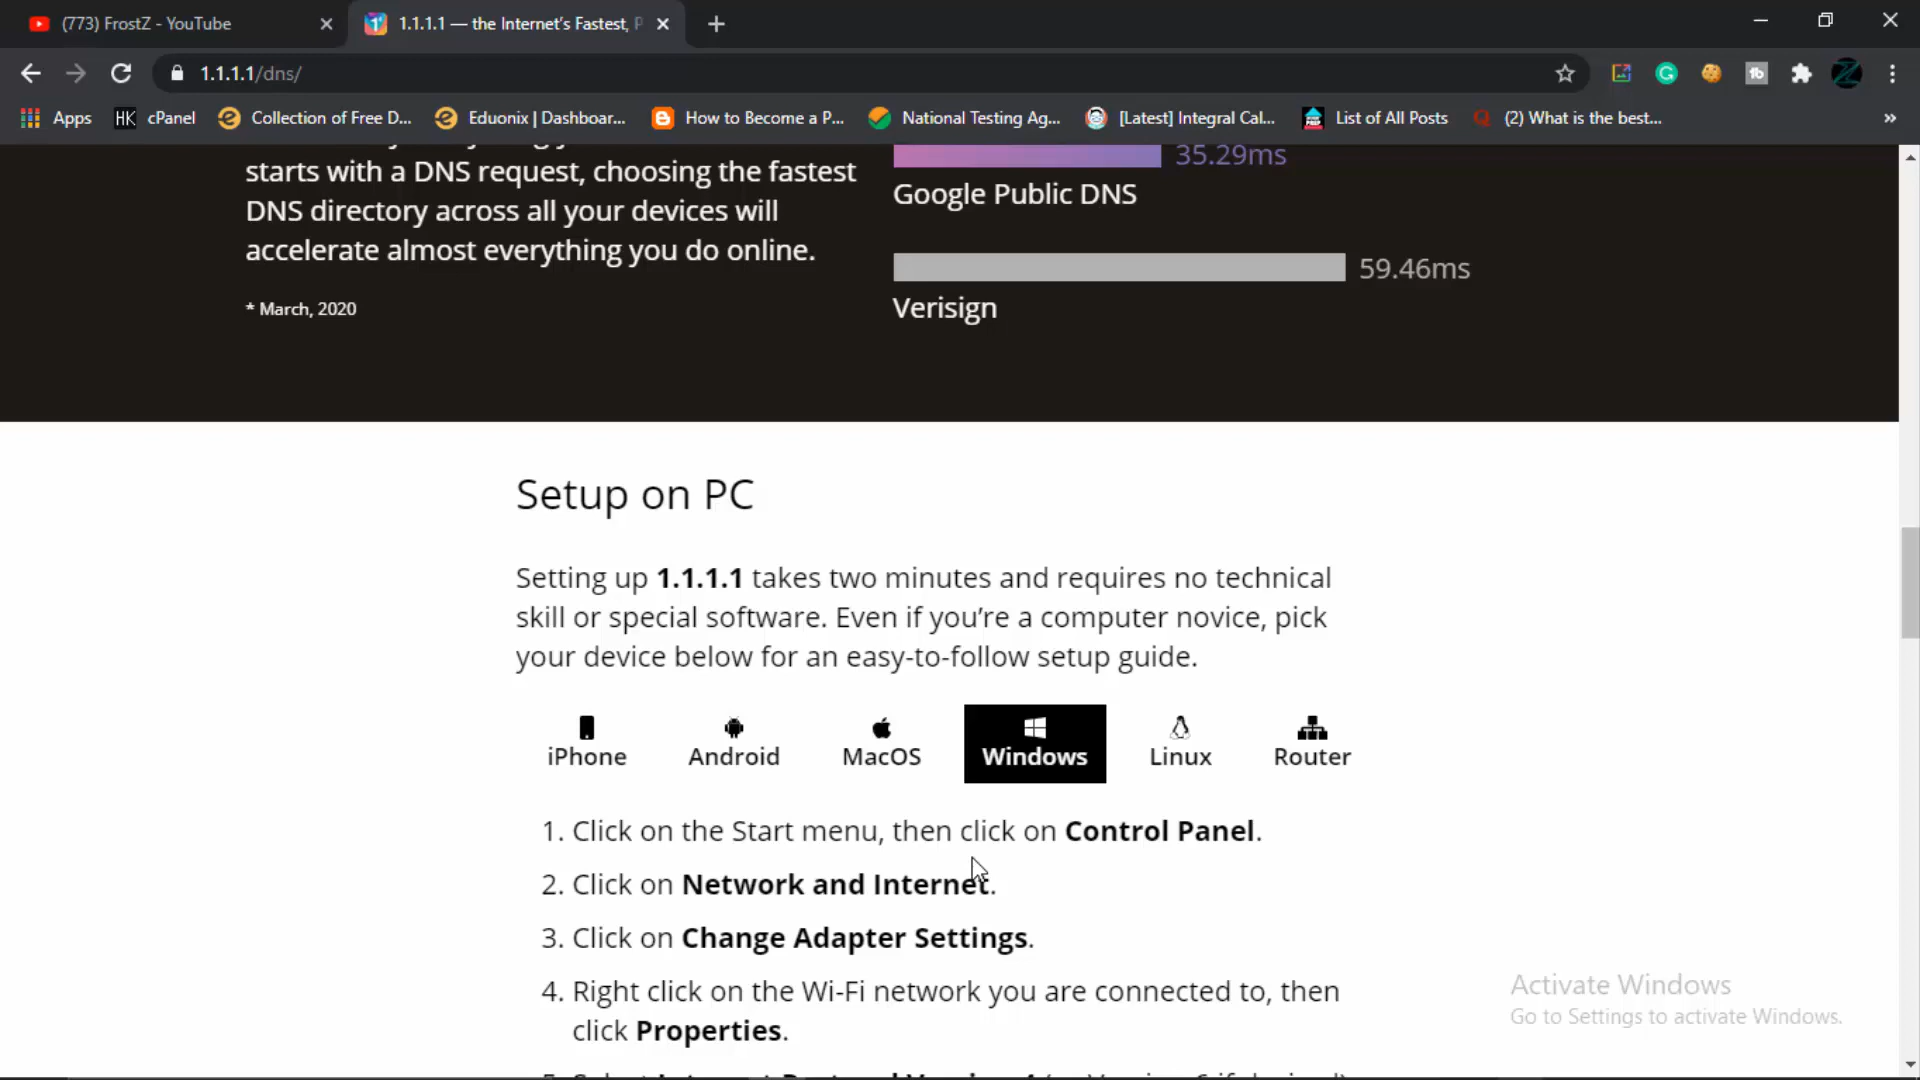 (773) FrostZ - YouTube
1.1.1.1 — the Internet's Fastest, P
1.1.1.1/dns/
Apps
HK cPanel
Collection of Free D...
Eduonix | Dashboar...
How to Become a P...
National Testing Ag...
[Latest] Integral Cal...
List of All Posts
(2) What is the best...
»
starts with a DNS request, choosing the fastest
DNS directory across all your devices will
accelerate almost everything you do online.
* March, 2020
35.29ms
Google Public DNS
59.46ms
Verisign
Setup on PC
Setting up 1.1.1.1 takes two minutes and requires no technical
skill or special software. Even if you're a computer novice, pick
your device below for an easy-to-follow setup guide.
iPhone
Android
MacOS
Windows
Linux
Router
1. Click on the Start menu, then click on Control Panel.
2. Click on Network and Internet.
3. Click on Change Adapter Settings.
4. Right click on the Wi-Fi network you are connected to, then
click Properties.
Activate Windows
Go to Settings to activate Windows.